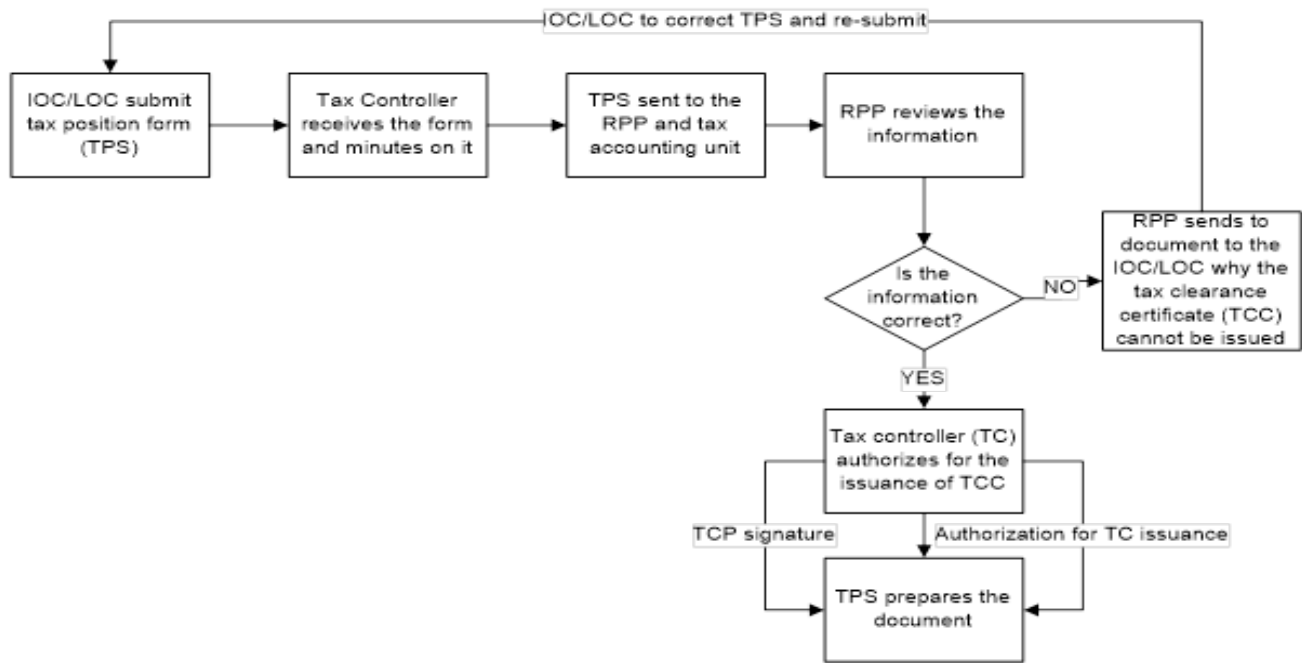 IOC/LOC to correct TPS and re-submit
IOC/LOC submit
tax position form
(TPS)
Tax Controller
receives the form
and minutes on it
TPS sent to the
RPP and tax
accounting unit
RPP reviews the
information
RPP sends to
document to the
IOC/LOC why the
tax clearance
certificate (TCC)
cannot be issued
Is the
information
correct?
NO
YES
Tax controller (TC)
authorizes for the
issuance of TCC
TCP signature
Authorization for TC issuance
TPS prepares the
document